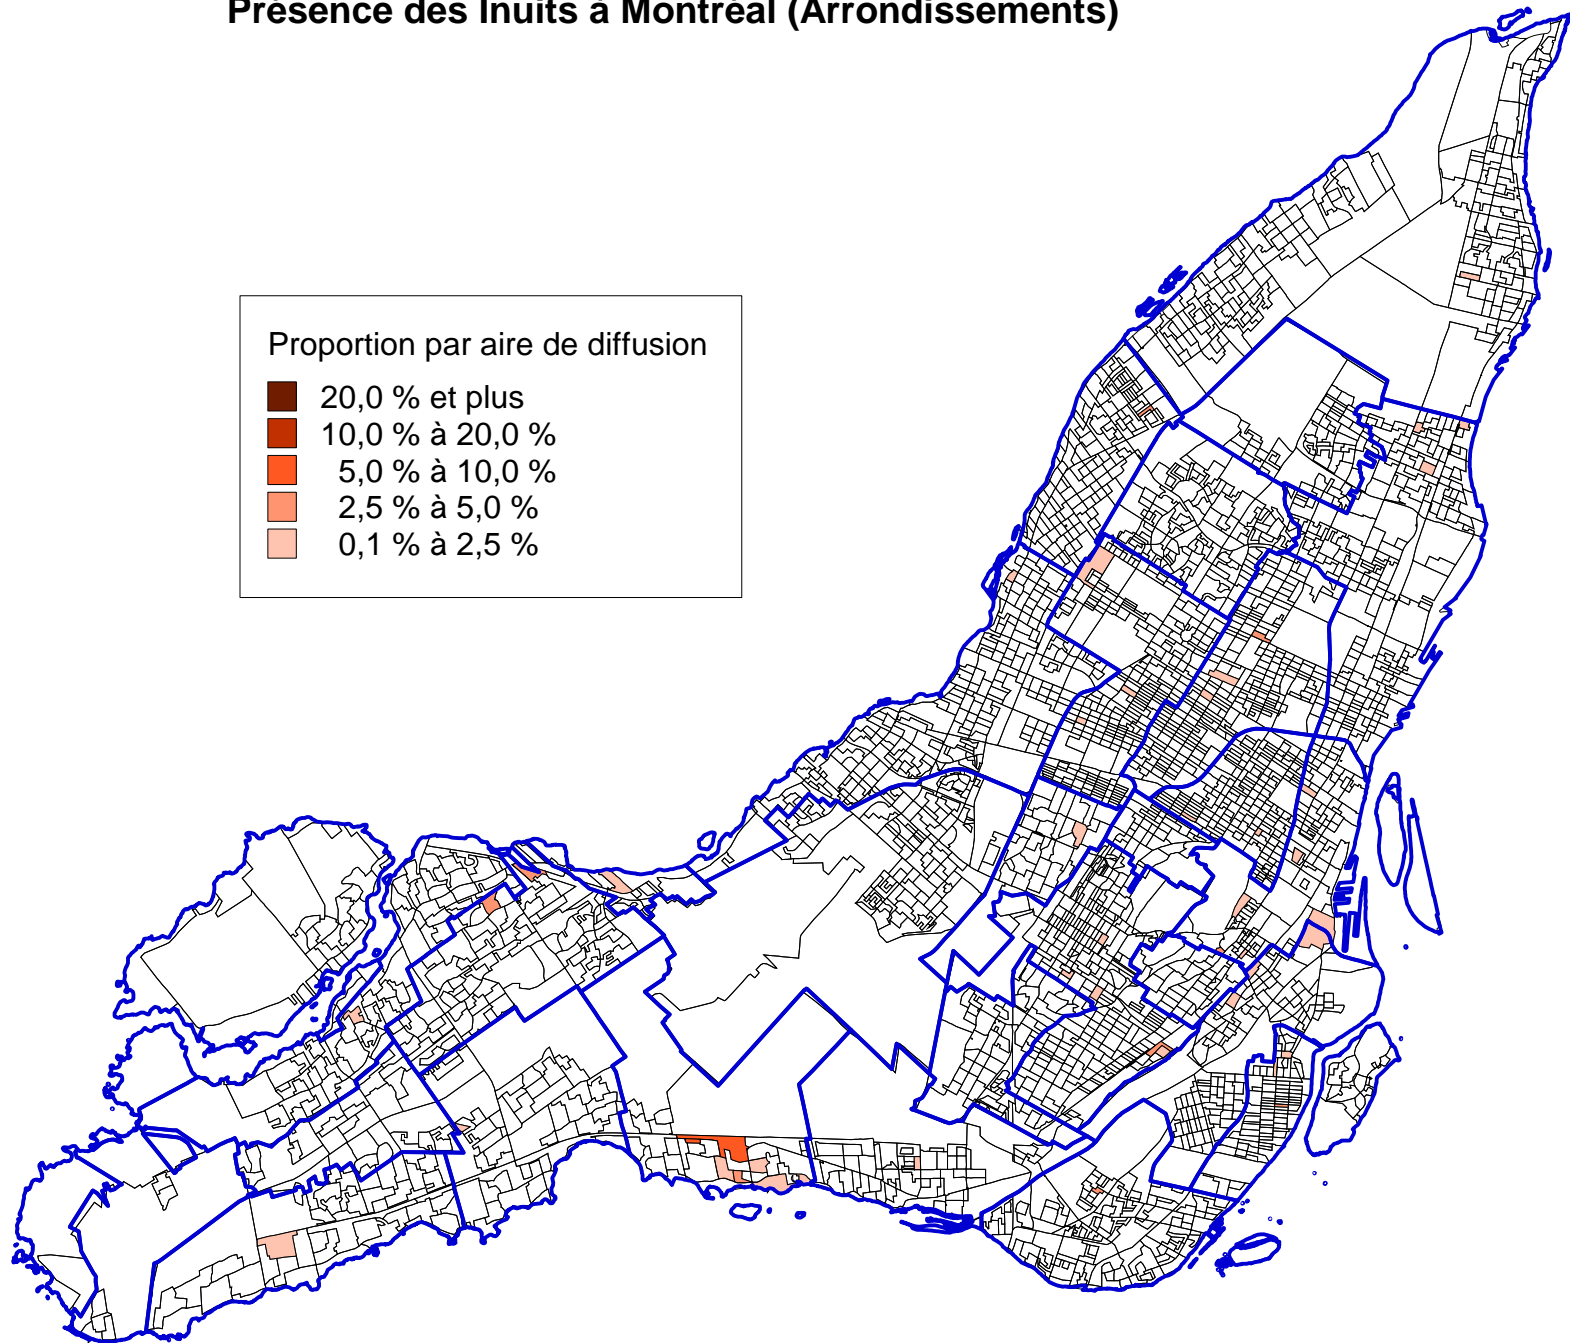 Présence des Inuits à Montréal (Arrondissements)
Proportion par aire de diffusion
20,0 % et plus
10,0 % à 20,0 %
5,0 % à 10,0 %
2,5 % à 5,0 %
0,1 % à 2,5 %